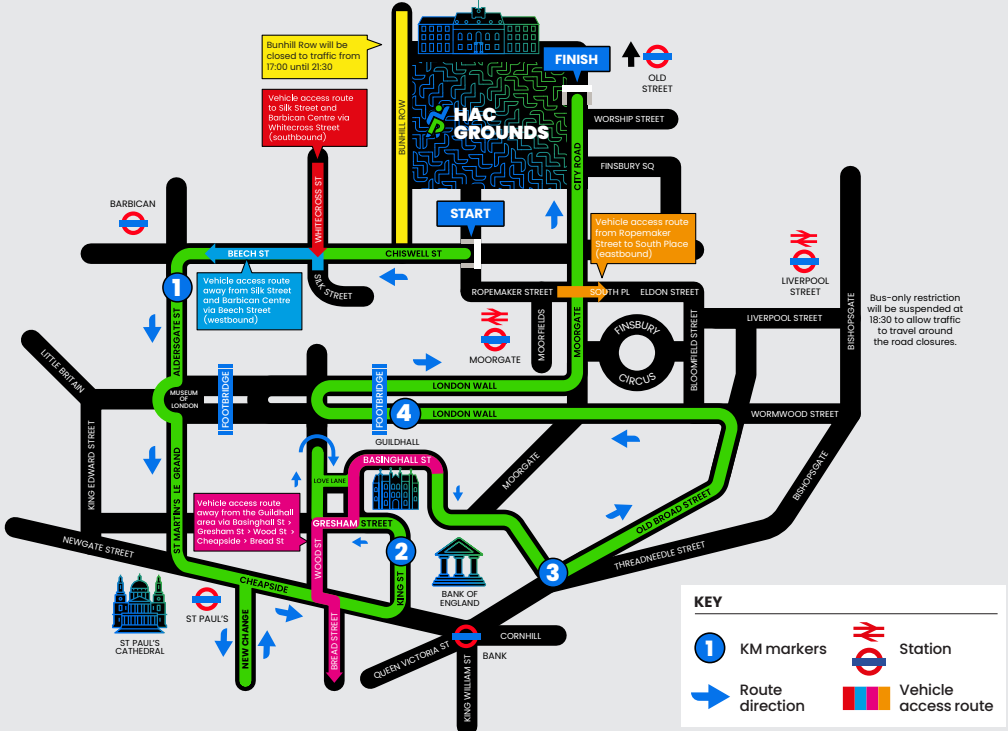 Bunhill Row will be
closed to traffic from
17:00 until 21:30
FINISH
OLD
STREET
Vehicle access route
to Silk Street and
Barbican Centre via
Whitecross Street
(southbound)
BUNHILL ROW
HAC
GROUNDS
WORSHIP STREET
CITY ROAD
FINSBURY SQ
BARBICAN
WHITECROSS ST
START
Vehicle access route
from Ropemaker
Street to South Place
(eastbound)
BEECH ST
CHISWELL ST
LIVERPOOL
STREET
1
Vehicle access route
away from Silk Street
and Barbican Centre
via Beech Street
(westbound)
SILK STREET
ROPEMAKER STREET
SOUTH PL
ELDON STREET
BISHOPSGATE
Bus-only restriction
will be suspended at
18:30 to allow traffic
to travel around
the road closures.
ALDERSGATE ST
MOORGATE
MOORFIELDS
MOORGATE
FINSBURY
CIRCUS
BLOOMFIELD STREET
LIVERPOOL STREET
LITTLE BRITAIN
MUSEUM
OF
LONDON
FOOTBRIDGE
FOOTBRIDGE
LONDON WALL
4
LONDON WALL
WORMWOOD STREET
GUILDHALL
KING EDWARD STREET
ST MARTIN'S LE GRAND
BASINGHALL ST
MOORGATE
BISHOPSGATE
LOVE LANE
Vehicle access route
away from the Guildhall
area via Basinghall St >
Gresham St > Wood St >
Cheapside > Bread St
GRESHAM STREET
OLD BROAD STREET
NEWGATE STREET
WOOD ST
2
THREADNEEDLE STREET
3
CHEAPSIDE
KING ST
BANK OF
ENGLAND
ST PAUL'S
CATHEDRAL
ST PAUL'S
NEW CHANGE
BREAD STREET
QUEEN VICTORIA ST
CORNHILL
BANK
KING WILLIAM ST
KEY
1
KM markers
Station
Route
direction
Vehicle
access route